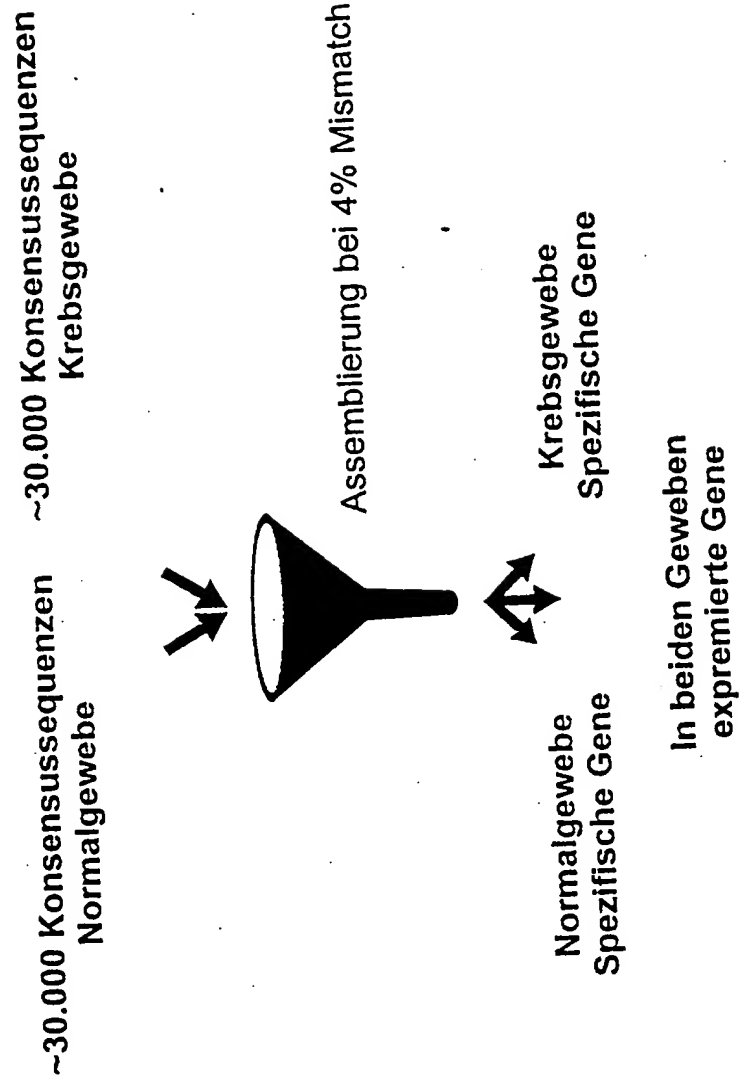 ~30.000 Konsensussequenzen
Normalgewebe
~30.000 Konsensussequenzen
Krebsgewebe
Assemblierung bei 4% Mismatch
Normalgewebe
Spezifische Gene
Krebsgewebe
Spezifische Gene
In beiden Geweben
expremierte Gene